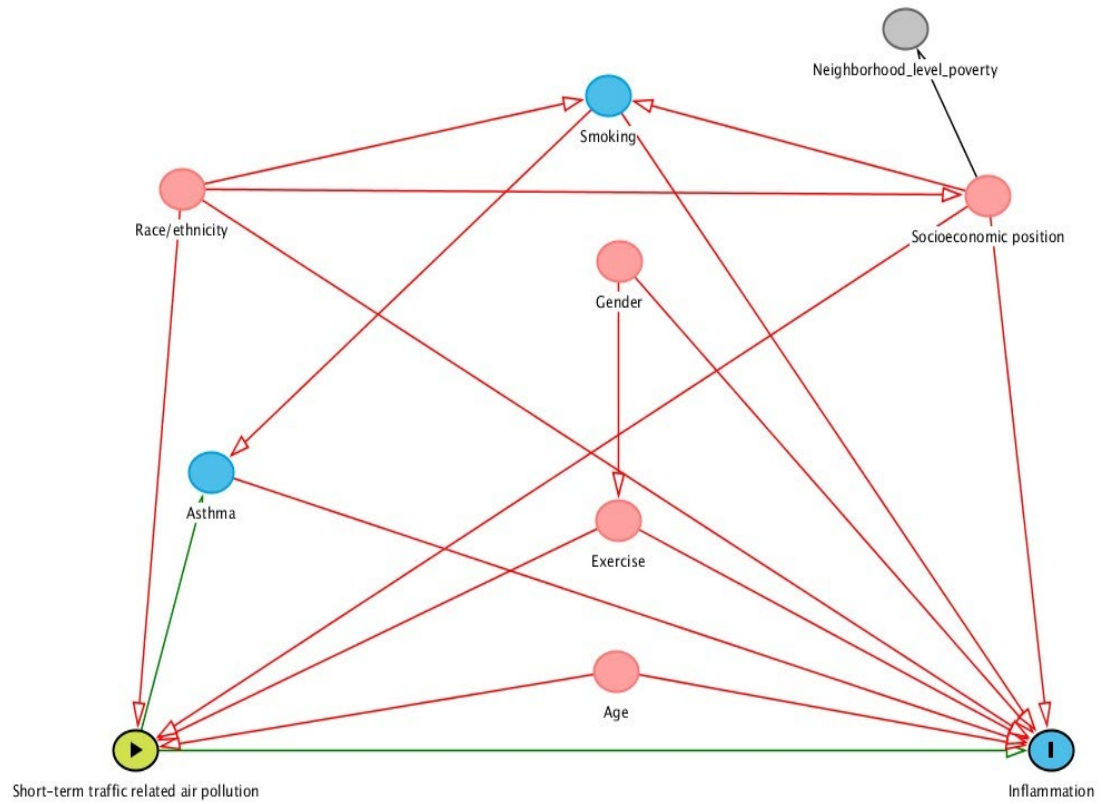 Neighborhood_level_poverty
Smoking
Race/ethnicity
Socioeconomic position
Gender
Asthma
Exercise
Age
Short-term traffic related air pollution
Inflammation